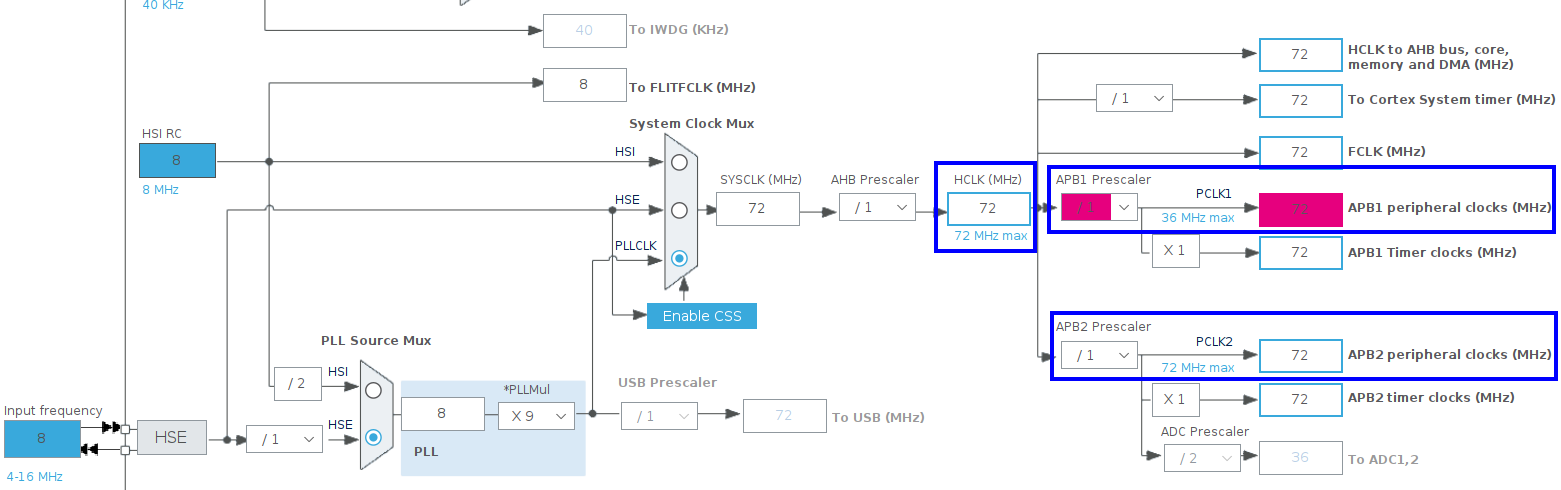 40 KHz
40
To IWDG (KHz)
8
To FLITFCLK (MHz)
HSI RC
8
8 MHz
System Clock Mux
HSI
HSE
PLLCLK
SYSCLK (MHz)
72
AHB Prescaler
/ 1
HCLK (MHz)
72
72 MHz max
Enable CSS
72
HCLK to AHB bus, core,
memory and DMA (MHz)
/ 1
72
To Cortex System timer (MHz)
72
FCLK (MHz)
APB1 Prescaler
/ 1
PCLK1
36 MHz max
72
APB1 peripheral clocks (MHz)
X 1
72
APB1 Timer clocks (MHz)
APB2 Prescaler
/ 1
PCLK2
72 MHz max
72
APB2 peripheral clocks (MHz)
X 1
72
APB2 timer clocks (MHz)
ADC Prescaler
/ 2
36
To ADC1,2
PLL Source Mux
/ 2
HSI
HSE
Input frequency
8
4-16 MHz
HSE
/ 1
8
*PLLMul
X 9
PLL
USB Prescaler
/ 1
72
To USB (MHz)